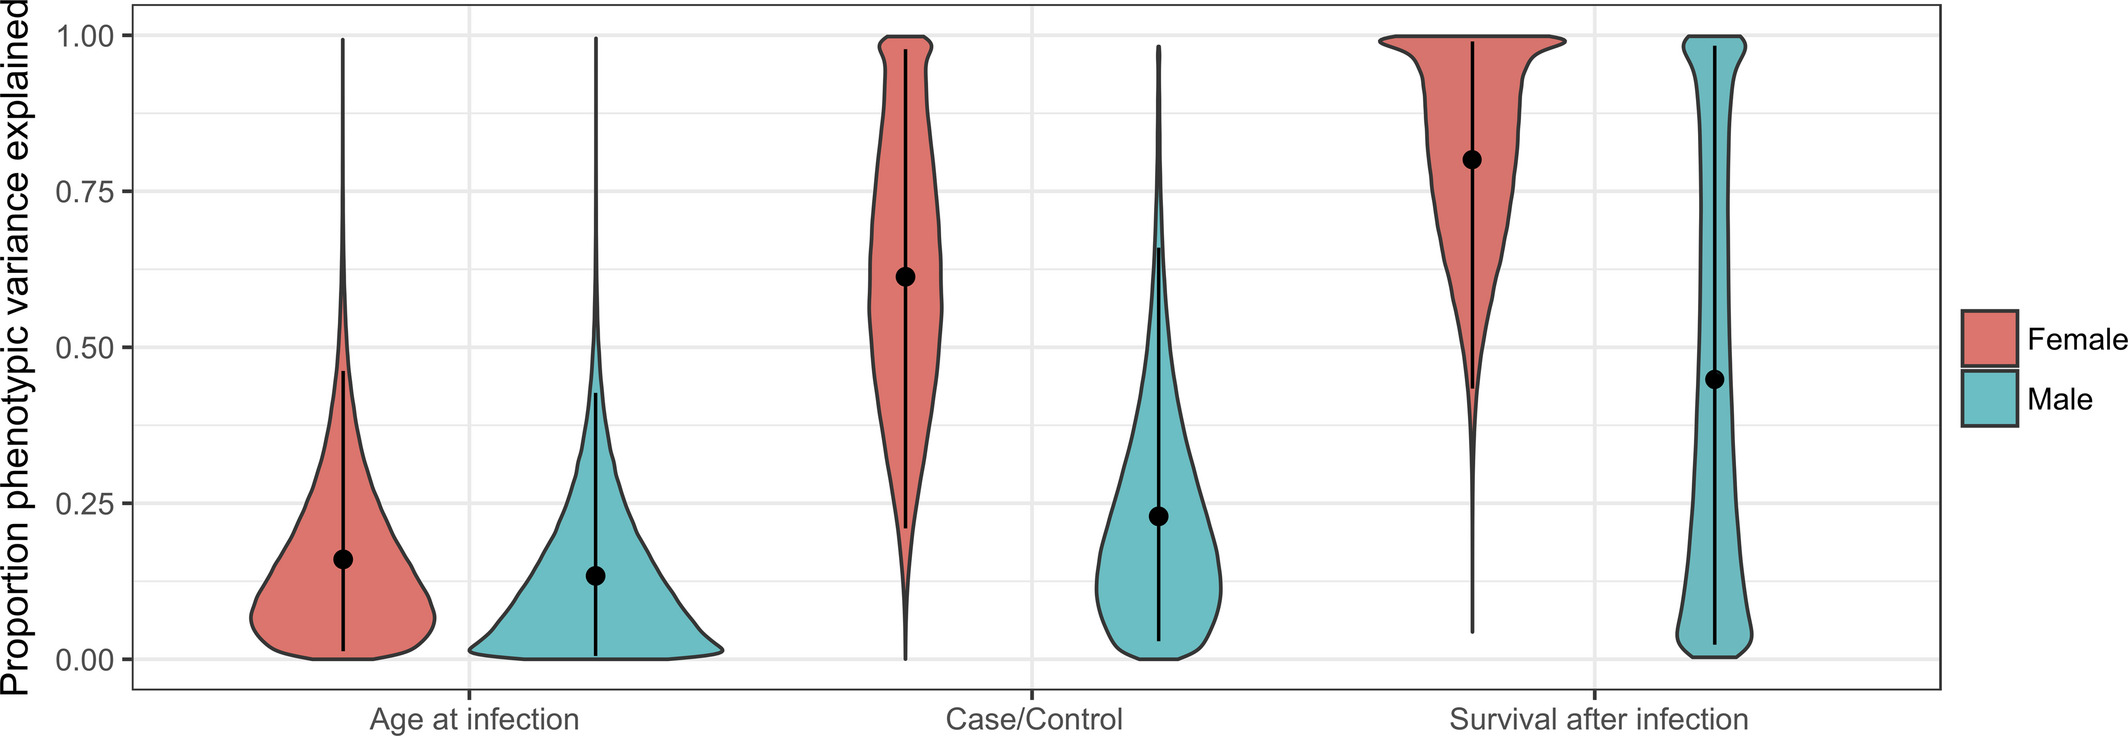 Proportion phenotypic variance explained
1.00
0.75
0.50
0.25
0.00
Age at infection
Case/Control
Survival after infection
Female
Male